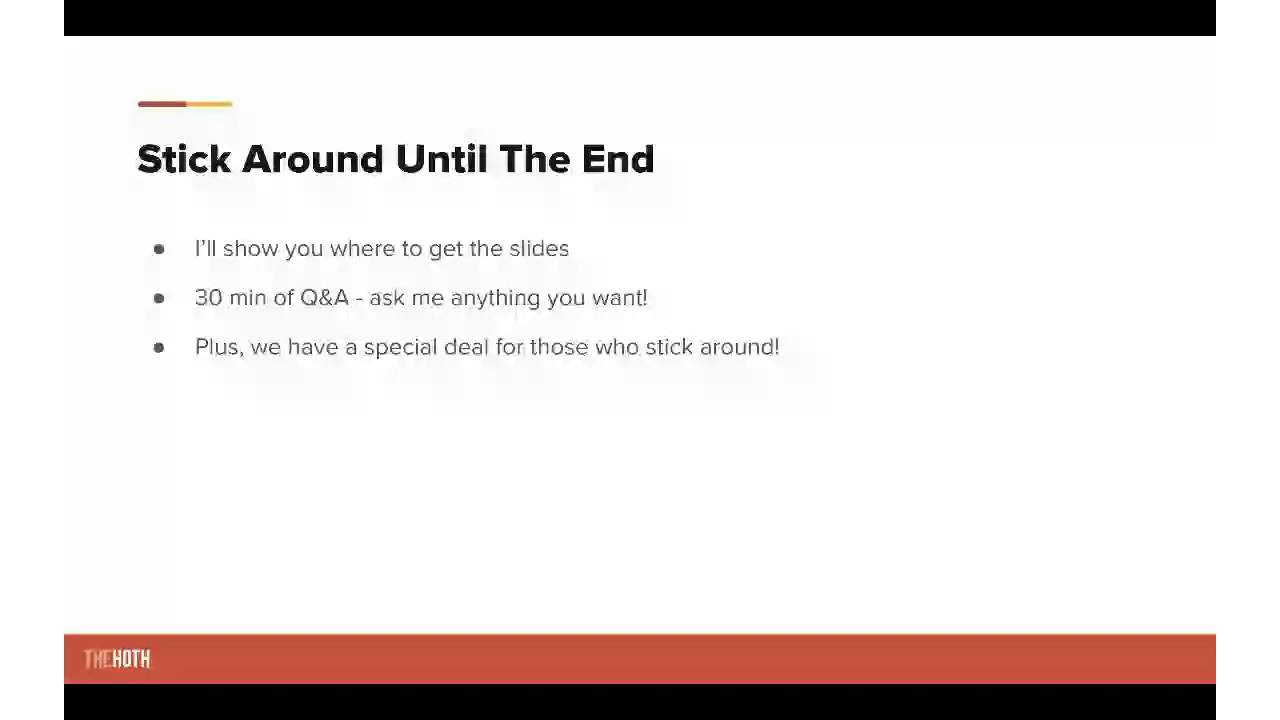 Stick Around Until The End
● I’ll show you where to get the slides
● 30 min of Q&A - ask me anything you want!
● Plus, we have a special deal for those who stick around!
THEHOTH